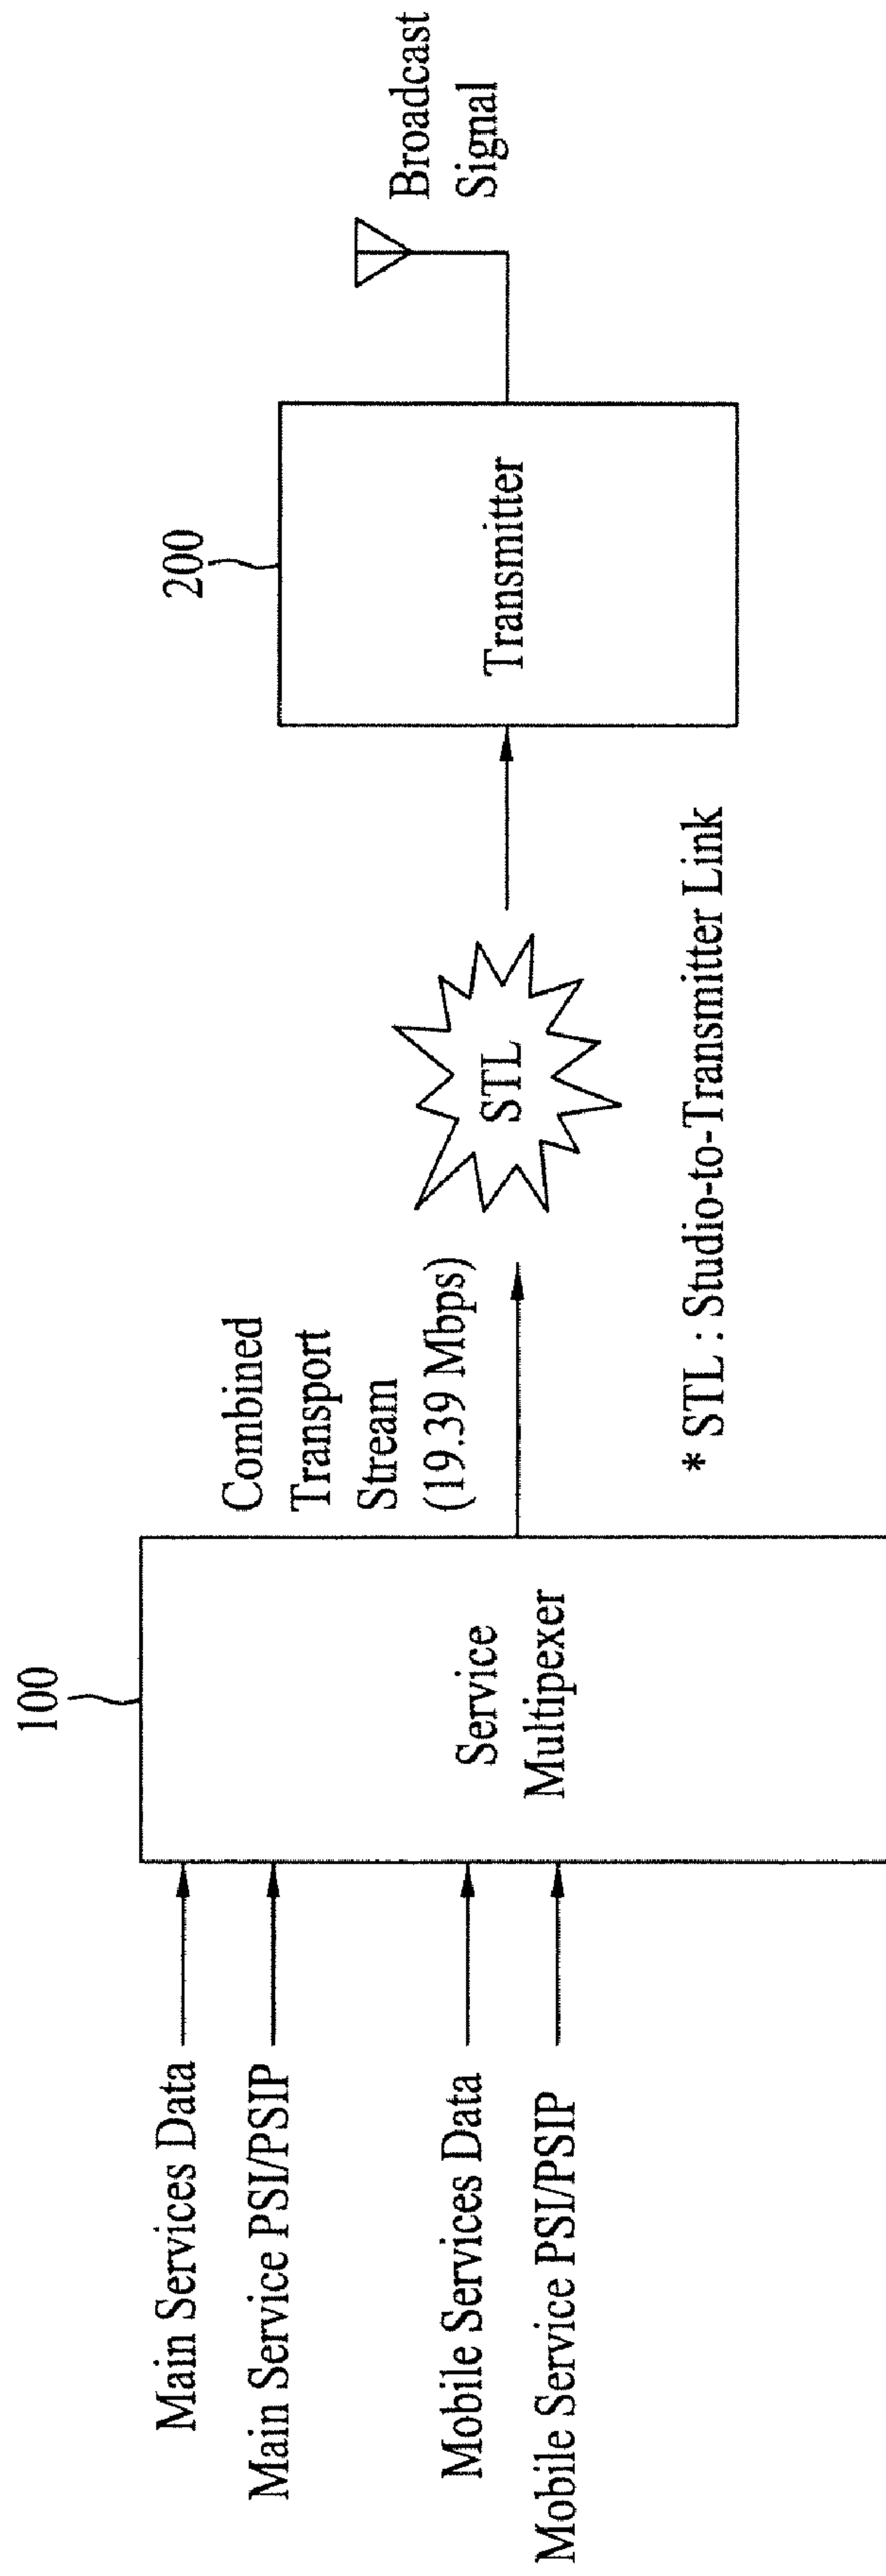 100
Main Services Data
Main Service PSI/PSIP
Mobile Services Data
Mobile Service PSI/PSIP
Service
Multipexer
Combined
Transport
Stream
(19.39 Mbps)
STL
200
Transmitter
Broadcast
Signal
* STL : Studio-to-Transmitter Link